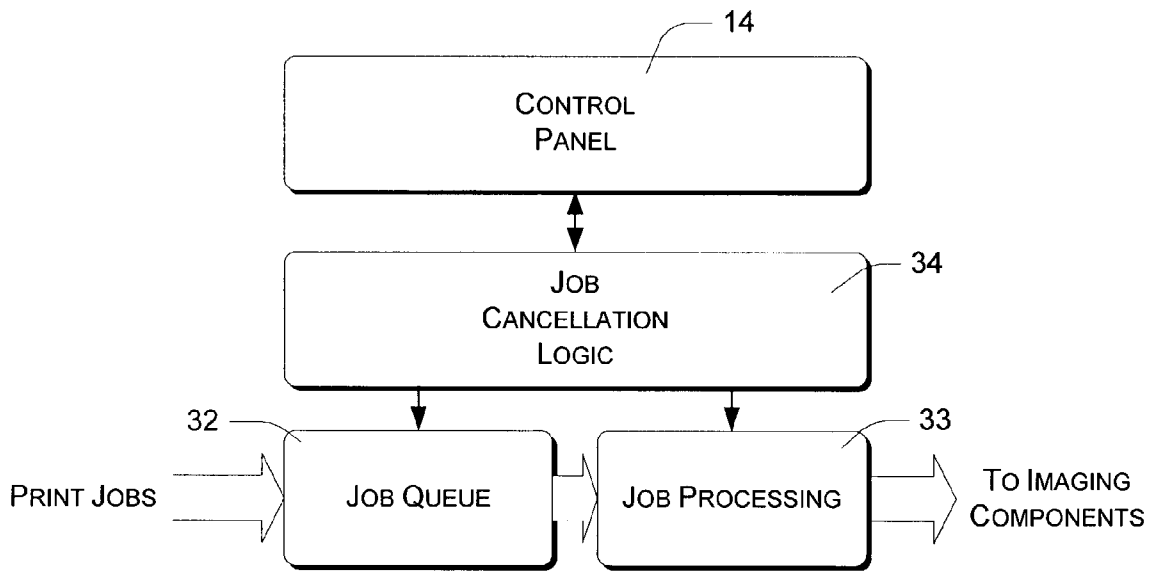 14
CONTROL
PANEL
34
JOB
CANCELLATION
LOGIC
32
33
PRINT JOBS
JOB QUEUE
JOB PROCESSING
TO IMAGING
COMPONENTS